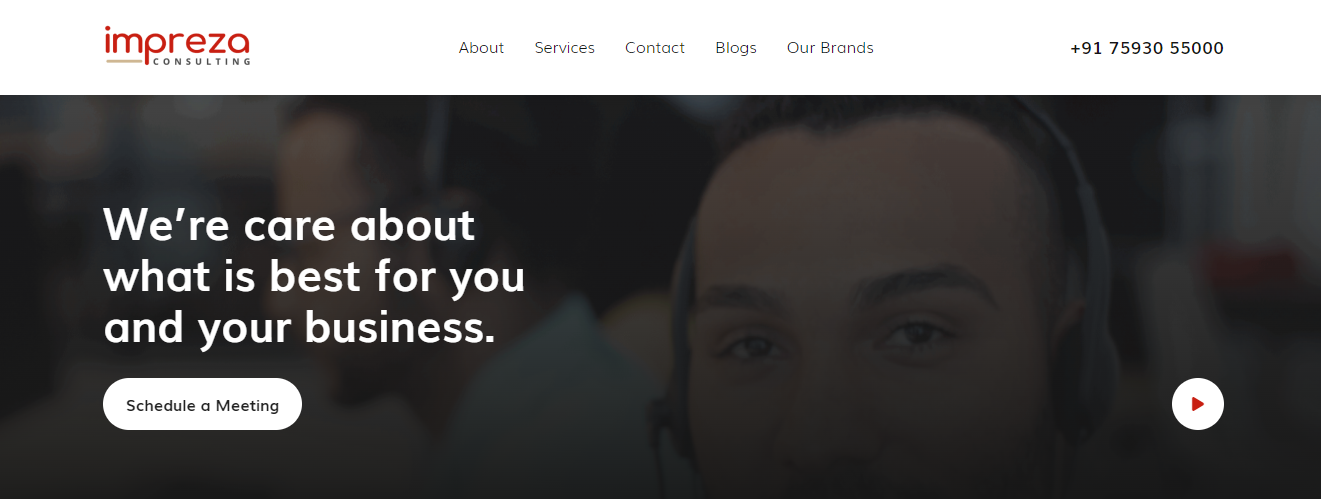 impreza
CONSULTING
About Services Contact Blogs Our Brands
+91 75930 55000
We’re care about
what is best for you
and your business.
Schedule a Meeting